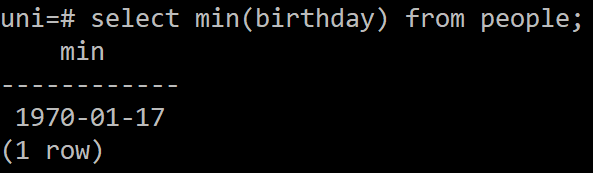 uni=# select min(birthday) from people;
    min
------------
 1970-01-17
(1 row)